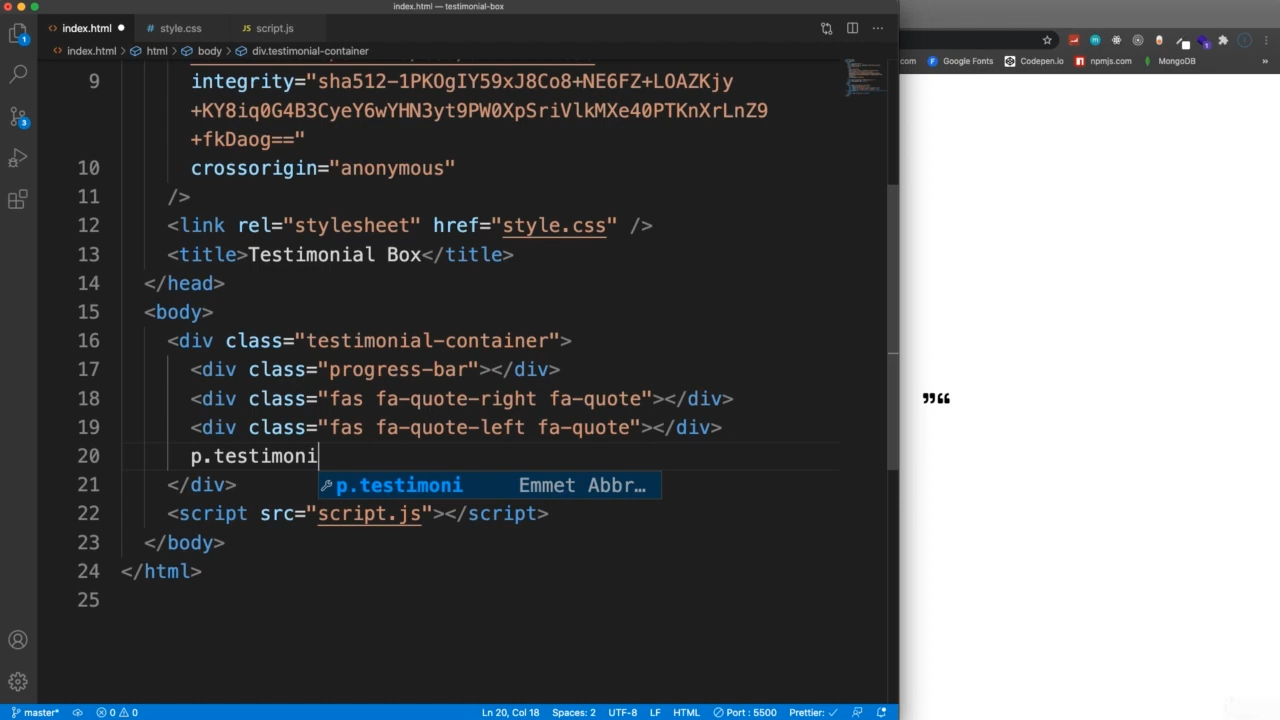 index.html — testimonial-box
index.html
style.css
JS script.js
index.html
html
body
div.testimonial-container
com
Google Fonts
Codepen.io
npmjs.com
MongoDB
»
9 integrity="sha512-1PKOgIY59xJ8Co8+NE6FZ+LOAZKjy
+KY8iq0G4B3CyeY6wYHN3yt9PW0XpSriVlkMXe40PTKnXrLnZ9
+fkDaog=="
10 crossorigin="anonymous"
11 />
12 <link rel="stylesheet" href="style.css" />
13 <title>Testimonial Box</title>
14 </head>
15 <body>
16 <div class="testimonial-container">
17 <div class="progress-bar"></div>
18 <div class="fas fa-quote-right fa-quote"></div>
19 <div class="fas fa-quote-left fa-quote"></div>
20 p.testimoni
p.testimoni Emmet Abbr…
21 </div>
22 <script src="script.js"></script>
23 </body>
24 </html>
25
”“
1
3
master*
0
0
Ln 20, Col 18
Spaces: 2
UTF-8
LF
HTML
Port : 5500
Prettier: ✓